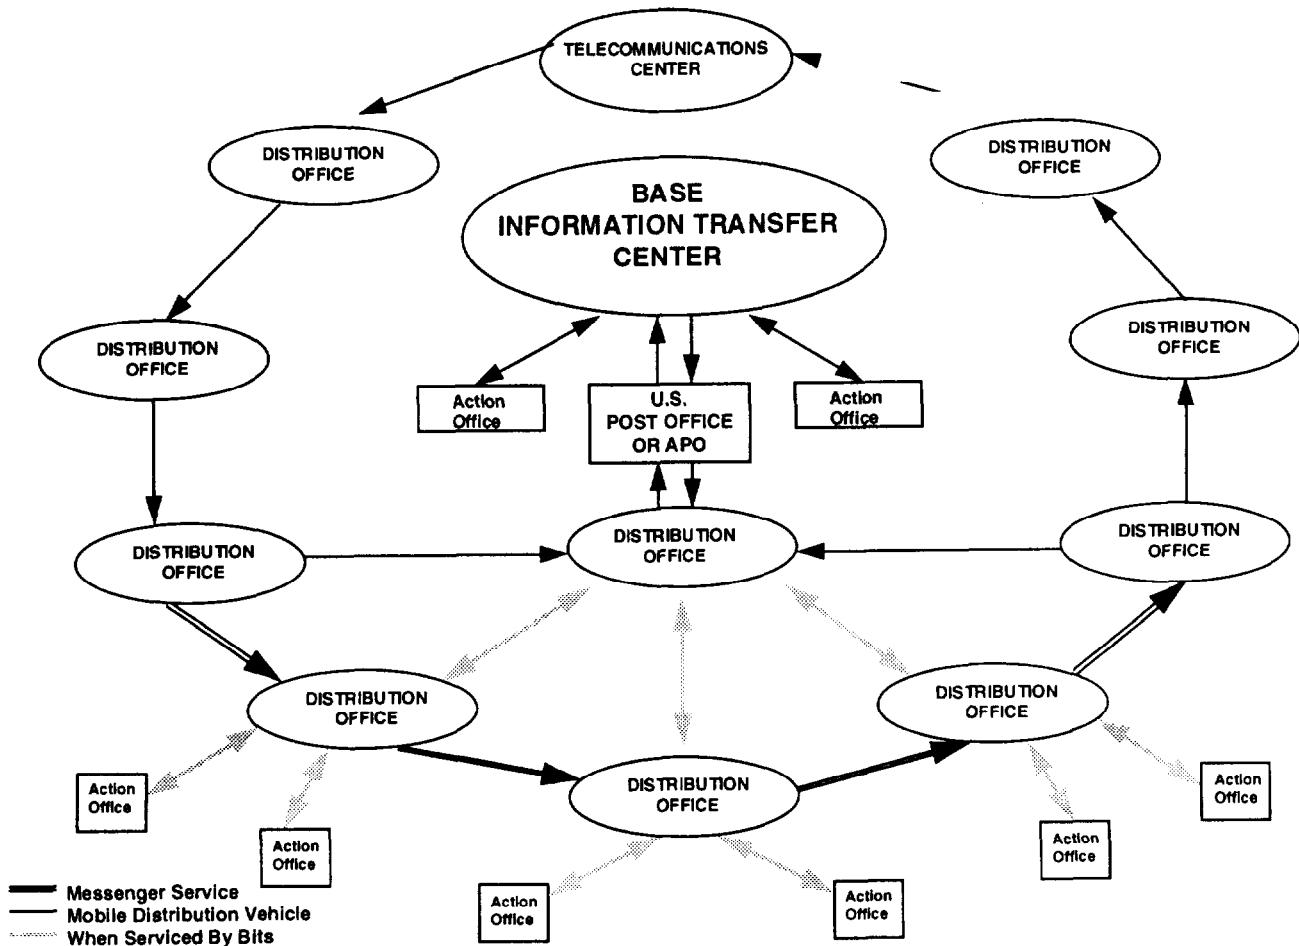 TELECOMMUNICATIONS
CENTER
DISTRIBUTION
OFFICE
DISTRIBUTION
OFFICE
BASE
INFORMATION TRANSFER
CENTER
DISTRIBUTION
OFFICE
DISTRIBUTION
OFFICE
Action
Office
U.S.
POST OFFICE
OR APO
Action
Office
DISTRIBUTION
OFFICE
DISTRIBUTION
OFFICE
DISTRIBUTION
OFFICE
DISTRIBUTION
OFFICE
DISTRIBUTION
OFFICE
DISTRIBUTION
OFFICE
Action
Office
Action
Office
Action
Office
Action
Office
Action
Office
Action
Office
Messenger Service
Mobile Distribution Vehicle
When Serviced By Bits